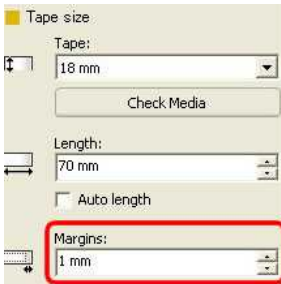 Tape size
Tape:
18 mm
Check Media
Length:
70 mm
Auto length
Margins:
1 mm